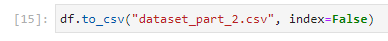 [15]: df.to_csv("dataset_part_2.csv", index=False)